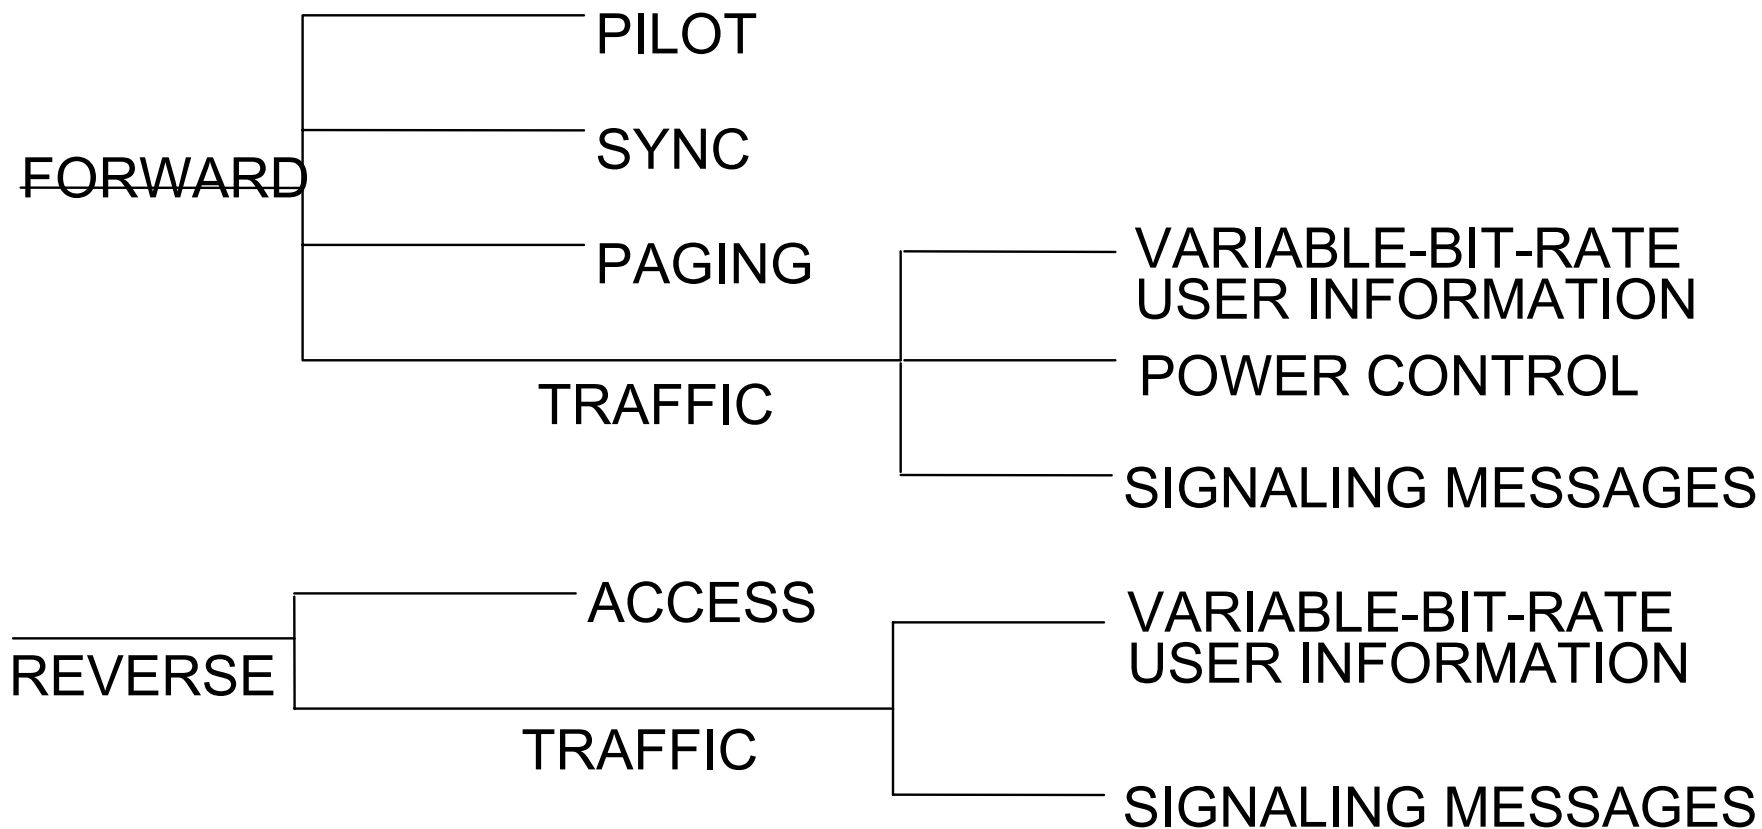 PILOT
SYNC
FORWARD
PAGING
VARIABLE-BIT-RATE
USER INFORMATION
POWER CONTROL
TRAFFIC
SIGNALING MESSAGES
ACCESS
VARIABLE-BIT-RATE
USER INFORMATION
REVERSE
TRAFFIC
SIGNALING MESSAGES